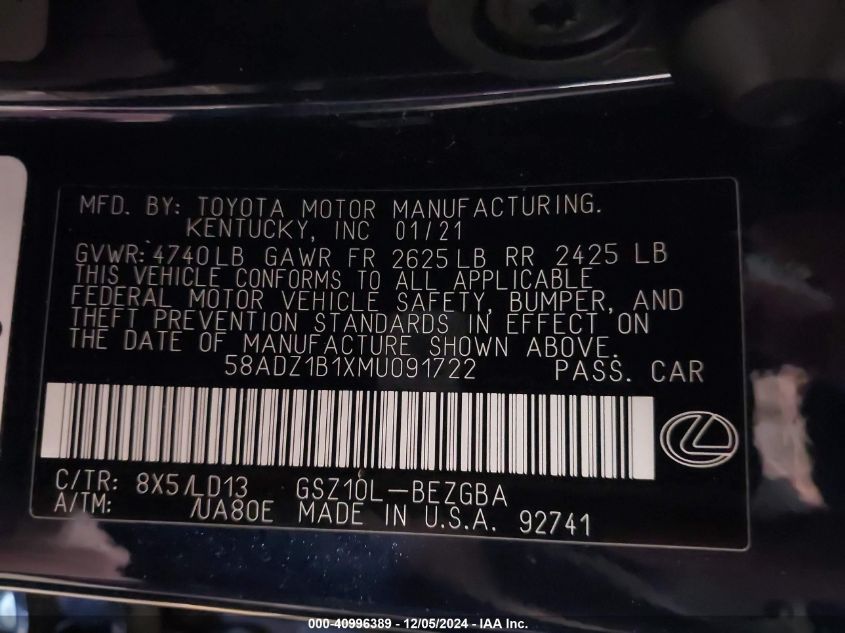 MFD. BY: TOYOTA MOTOR MANUFACTURING.
KENTUCKY, INC 01/21
GVWR: 4740LB GAWR FR 2625LB RR 2425 LB
THIS VEHICLE CONFORMS TO ALL APPLICABLE
FEDERAL MOTOR VEHICLE SAFETY, BUMPER, AND
THEFT PREVENTION STANDARDS IN EFFECT ON
THE DATE OF MANUFACTURE SHOWN ABOVE.
58ADZ1B1XMU091722 PASS. CAR
C/TR: 8X5/LD13 GSZ10L-BEZGBA
A/TM: /UA80E MADE IN U.S.A. 92741
000-40996389 - 12/05/2024 - IAA Inc.